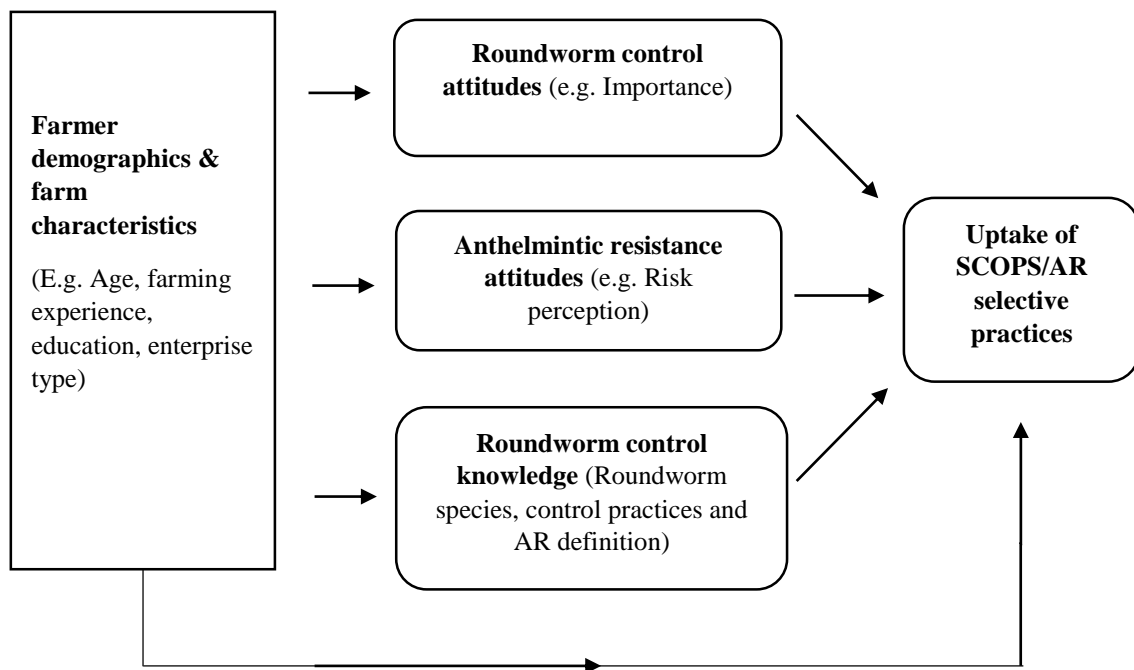 Farmer
demographics &
farm
characteristics
(E.g. Age, farming
experience,
education, enterprise
type)
Roundworm control
attitudes (e.g. Importance)
Anthelmintic resistance
attitudes (e.g. Risk
perception)
Roundworm control
knowledge (Roundworm
species, control practices and
AR definition)
Uptake of
SCOPS/AR
selective
practices